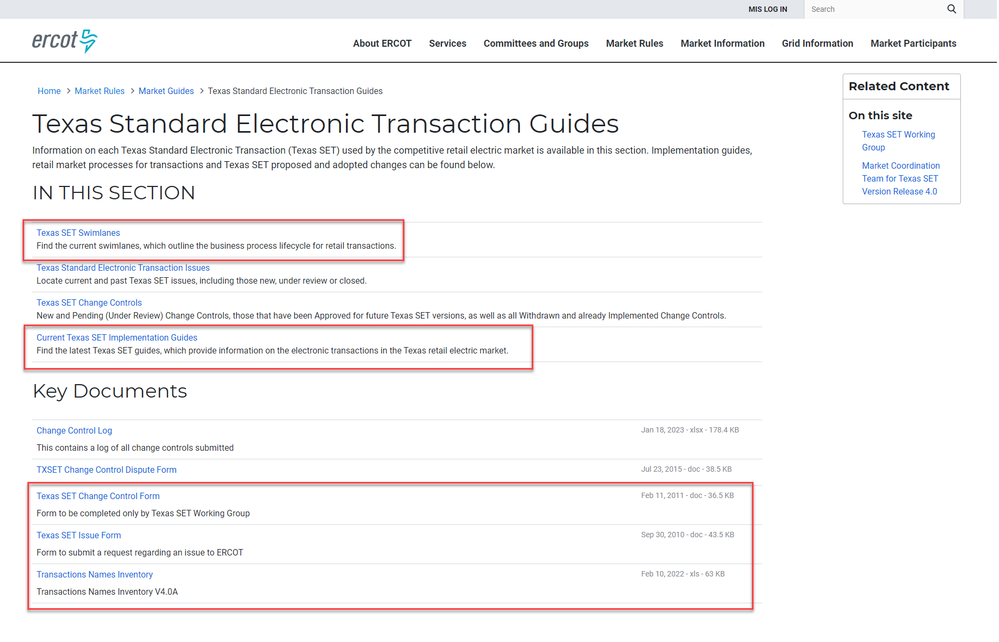 MIS LOG IN
Search
ercot
About ERCOT Services Committees and Groups Market Rules Market Information Grid Information Market Participants
Home > Market Rules > Market Guides > Texas Standard Electronic Transaction Guides
Texas Standard Electronic Transaction Guides
Information on each Texas Standard Electronic Transaction (Texas SET) used by the competitive retail electric market is available in this section. Implementation guides,
retail market processes for transactions and Texas SET proposed and adopted changes can be found below.
IN THIS SECTION
Texas SET Swimlanes
Find the current swimlanes, which outline the business process lifecycle for retail transactions.
Texas Standard Electronic Transaction Issues
Locate current and past Texas SET issues, including those new, under review or closed.
Texas SET Change Controls
New and Pending (Under Review) Change Controls, those that have been Approved for future Texas SET versions, as well as all Withdrawn and already Implemented Change Controls.
Current Texas SET Implementation Guides
Find the latest Texas SET guides, which provide information on the electronic transactions in the Texas retail electric market.
Key Documents
Change Control Log Jan 18, 2023 - xlsx - 178.4 KB
This contains a log of all change controls submitted
TXSET Change Control Dispute Form Jul 23, 2015 - doc - 38.5 KB
Texas SET Change Control Form Feb 11, 2011 - doc - 36.5 KB
Form to be completed only by Texas SET Working Group
Texas SET Issue Form Sep 30, 2010 - doc - 43.5 KB
Form to submit a request regarding an issue to ERCOT
Transactions Names Inventory Feb 10, 2022 - xls - 63 KB
Transactions Names Inventory V4.0A
Related Content
On this site
Texas SET Working
Group
Market Coordination
Team for Texas SET
Version Release 4.0